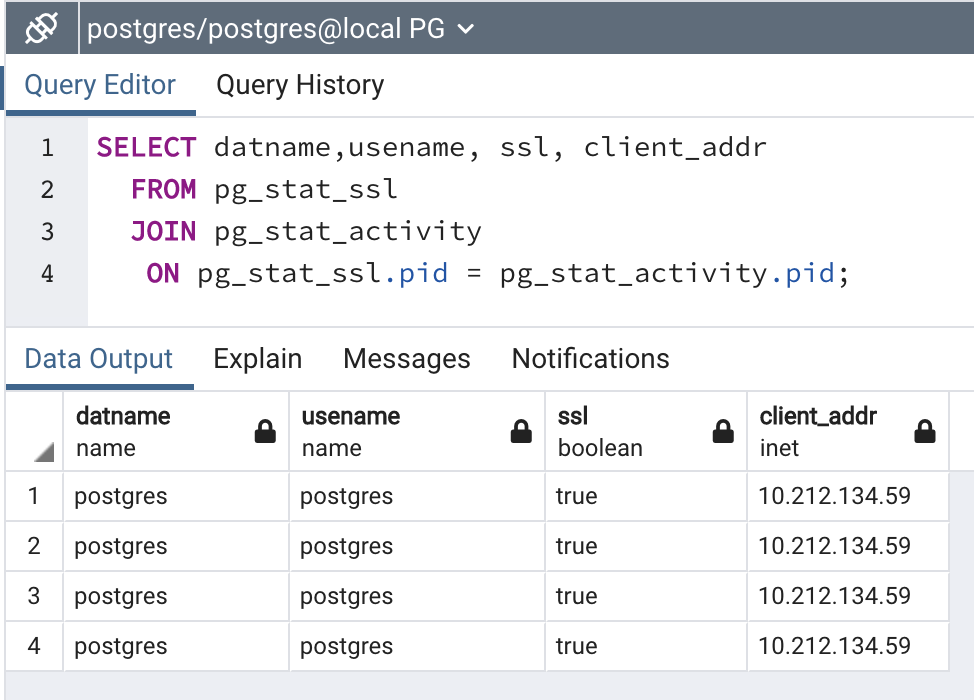 postgres/postgres@local PG
Query Editor Query History
1 SELECT datname,usename, ssl, client_addr
2 FROM pg_stat_ssl
3 JOIN pg_stat_activity
4 ON pg_stat_ssl.pid = pg_stat_activity.pid;
Data Output Explain Messages Notifications
datname usename ssl client_addr
name name boolean inet
1 postgres postgres true 10.212.134.59
2 postgres postgres true 10.212.134.59
3 postgres postgres true 10.212.134.59
4 postgres postgres true 10.212.134.59